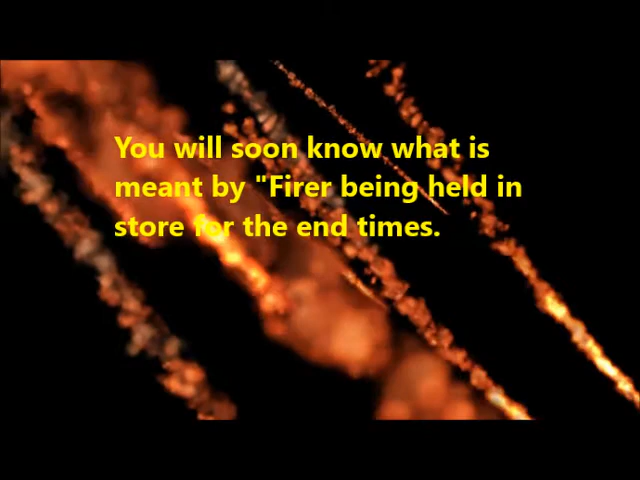 You will soon know what is
meant by "Firer being held in
store for the end times.